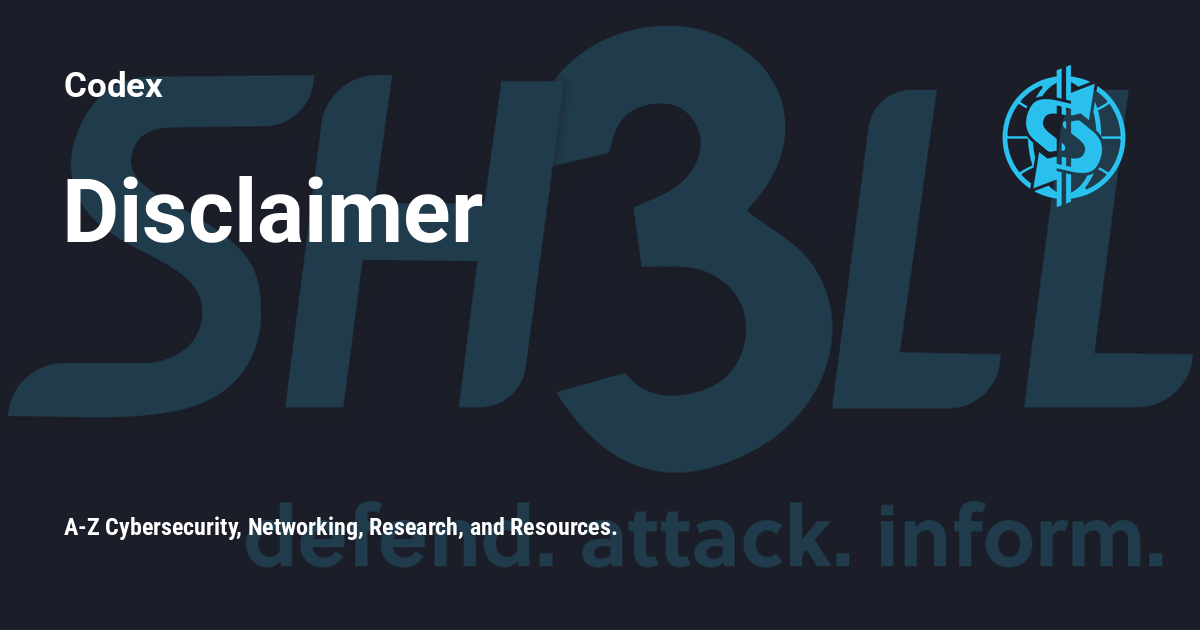 Codex
Disclaimer
SH3LL
A-Z Cybersecurity, Networking, Research, and Resources.
defend. attack. inform.